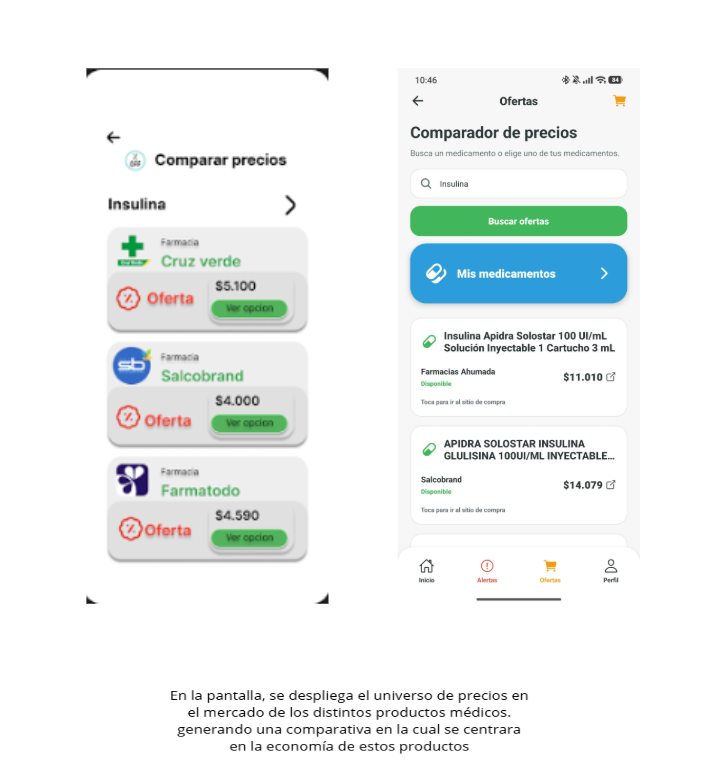 Comparar precios
Insulina
Farmacia
Cruz verde
Oferta
$5.100
Ver opcion
sb
Farmacia
Salcobrand
Oferta
$4.000
Ver opcion
Farmacia
Farmatodo
Oferta
$4.590
Ver opcion
10:46
84
Ofertas
Comparador de precios
Busca un medicamento o elige uno de tus medicamentos.
Insulina
Buscar ofertas
Mis medicamentos
Insulina Apidra Solostar 100 UI/mL
Solución Inyectable 1 Cartucho 3 mL
Farmacias Ahumada
Disponible
$11.010
Toca para ir al sitio de compra
APIDRA SOLOSTAR INSULINA
GLULISINA 100UI/ML INYECTABLE...
Salcobrand
Disponible
$14.079
Toca para ir al sitio de compra
Inicio
Alertas
Ofertas
Perfil
En la pantalla, se despliega el universo de precios en
el mercado de los distintos productos médicos.
generando una comparativa en la cual se centrara
en la economía de estos productos